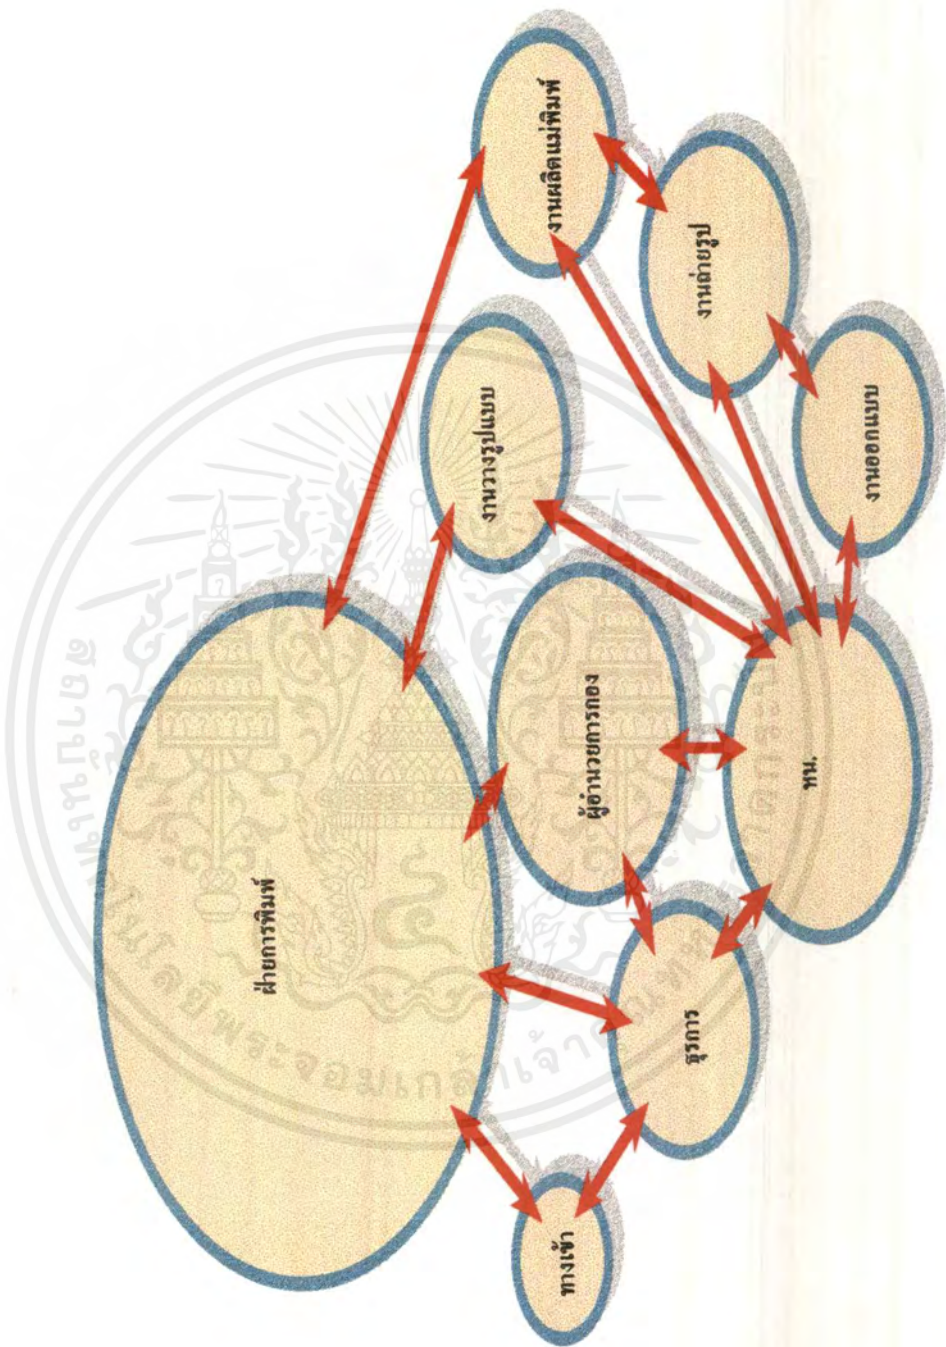 ทางเข้า
ฝ่ายการพิมพ์
ธุรการ
ผู้อำนวยการกอง
หน.
งานวางรูปแบบ
งานออกแบบ
งานถ่ายรูป
งานผลิตแม่พิมพ์